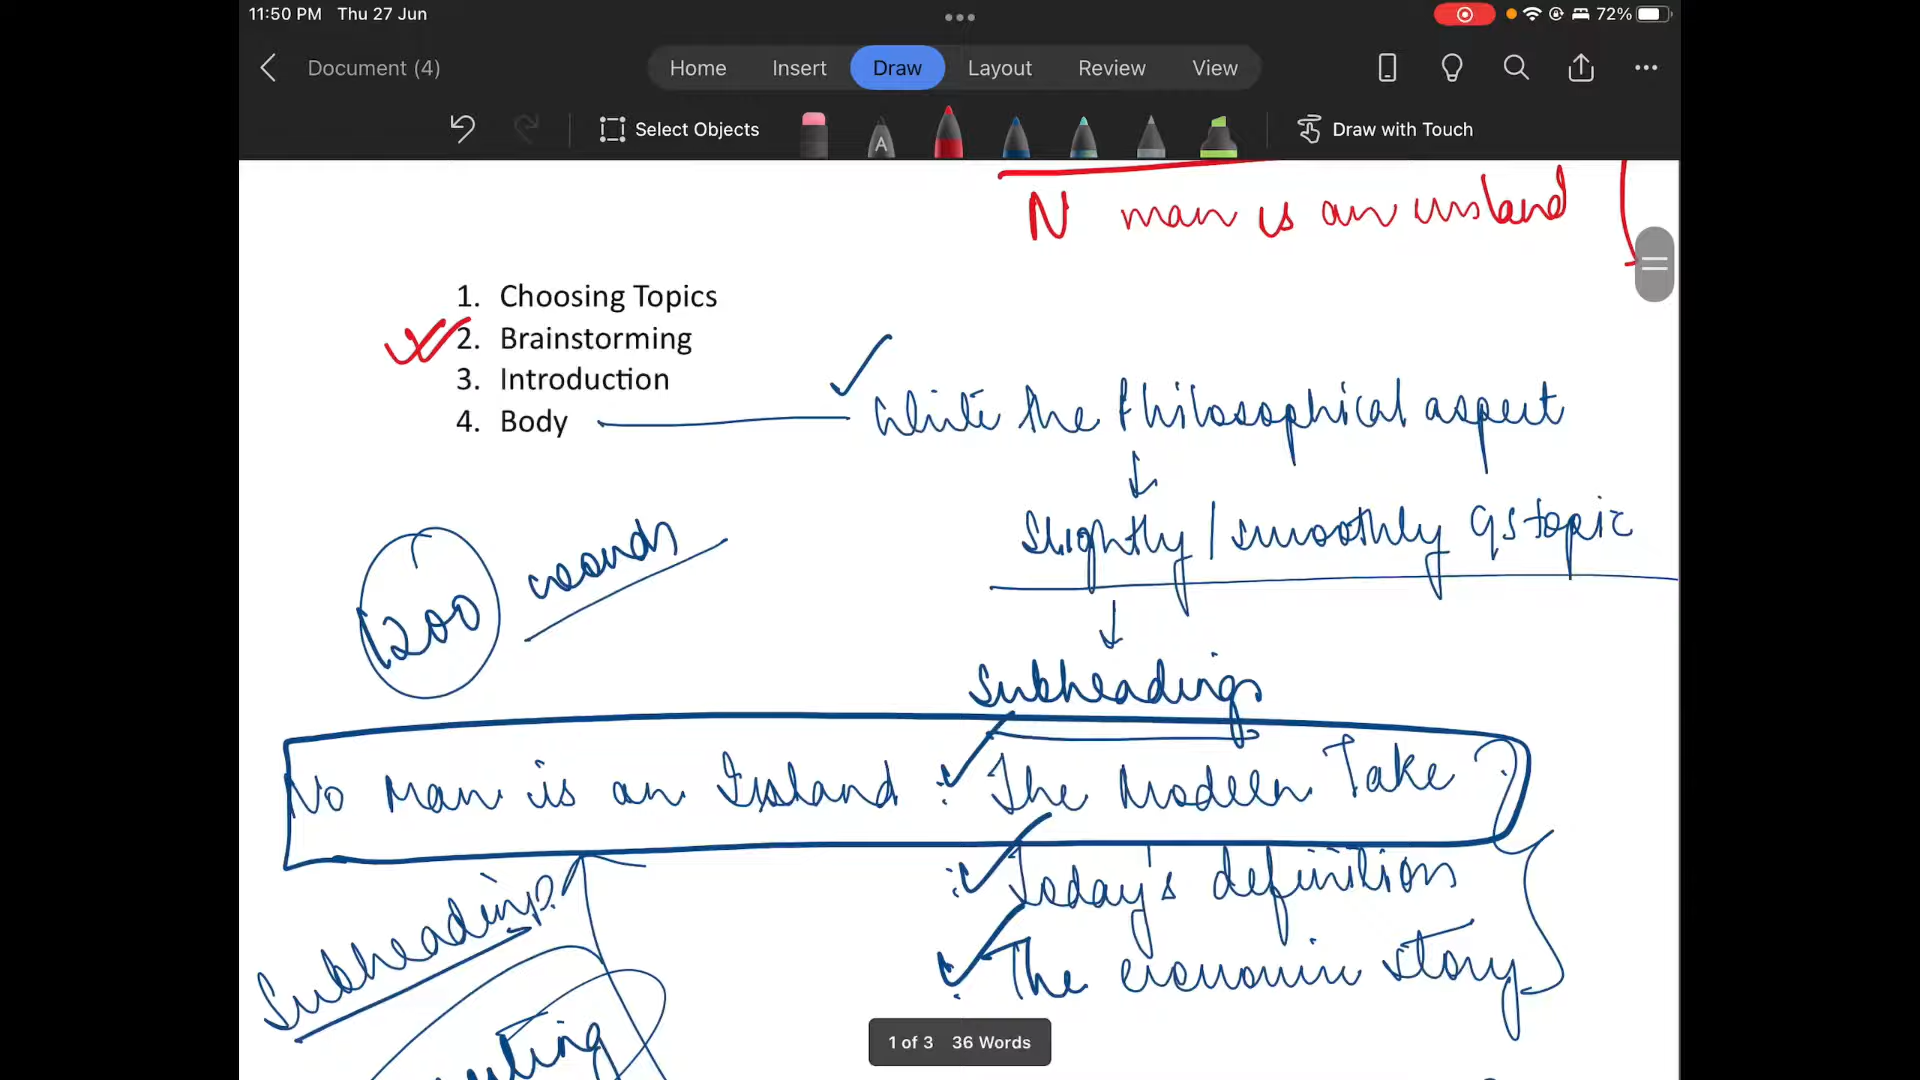 11:50 PM Thu 27 Jun
72%
Document (4)
Home Insert Draw Layout Review View
Select Objects
A
Draw with Touch
N man is an insland
1. Choosing Topics
2. Brainstorming
3. Introduction
4. Body
Write the Philosophical aspect
Slightly / smoothly GS topic
1200 words
Subheadings
No Man is an Island : The Modern Take ?
: Today's definition
: The economic story
Subheadings
1 of 3 36 Words